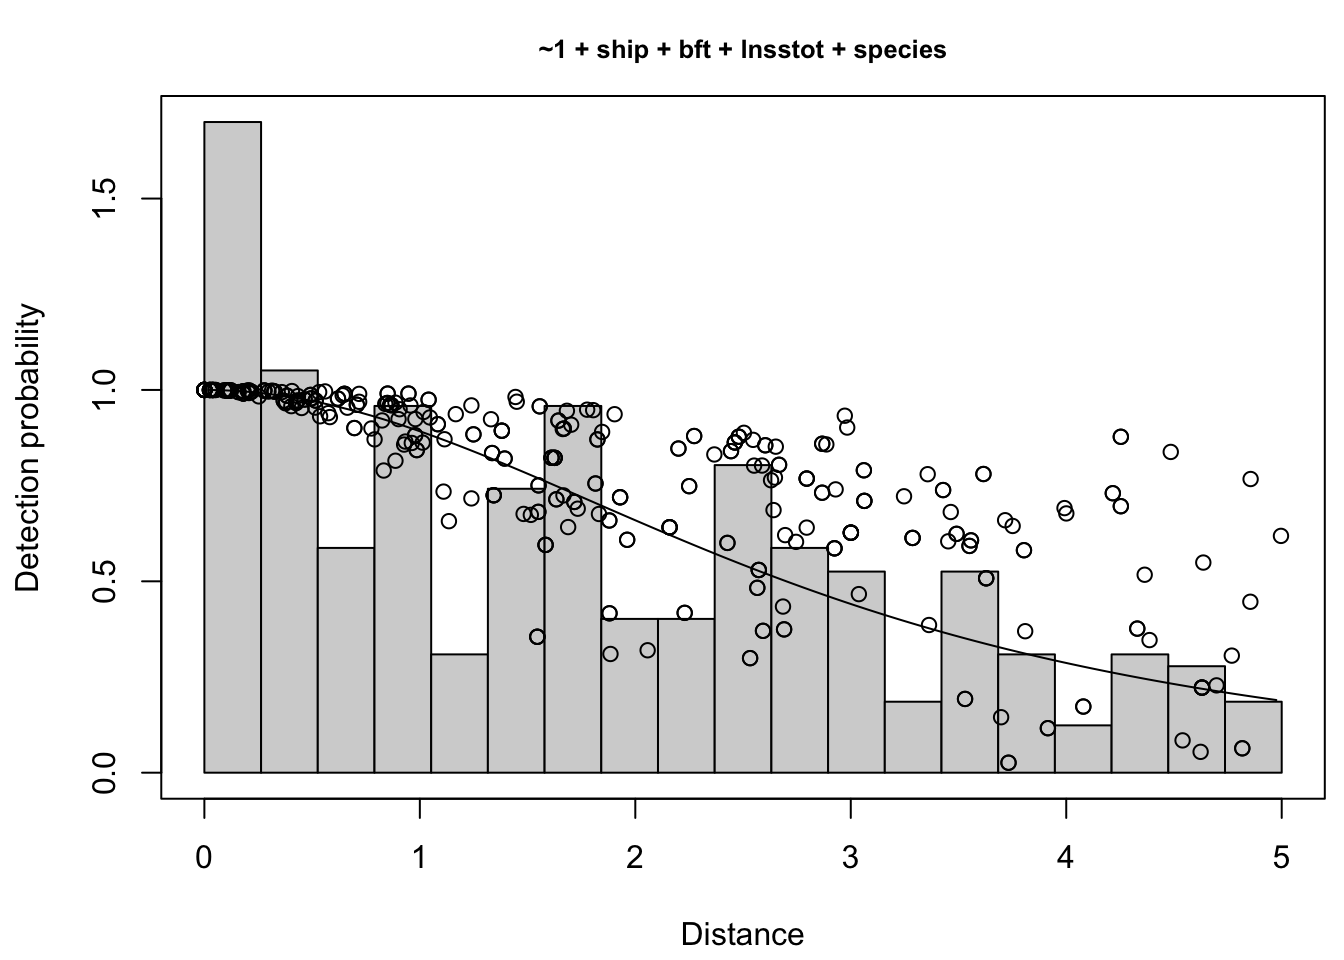 ~1 + ship + bft + lnsstot + species
Detection probability
1.5
1.0
0.5
0.0
0 1 2 3 4 5
Distance